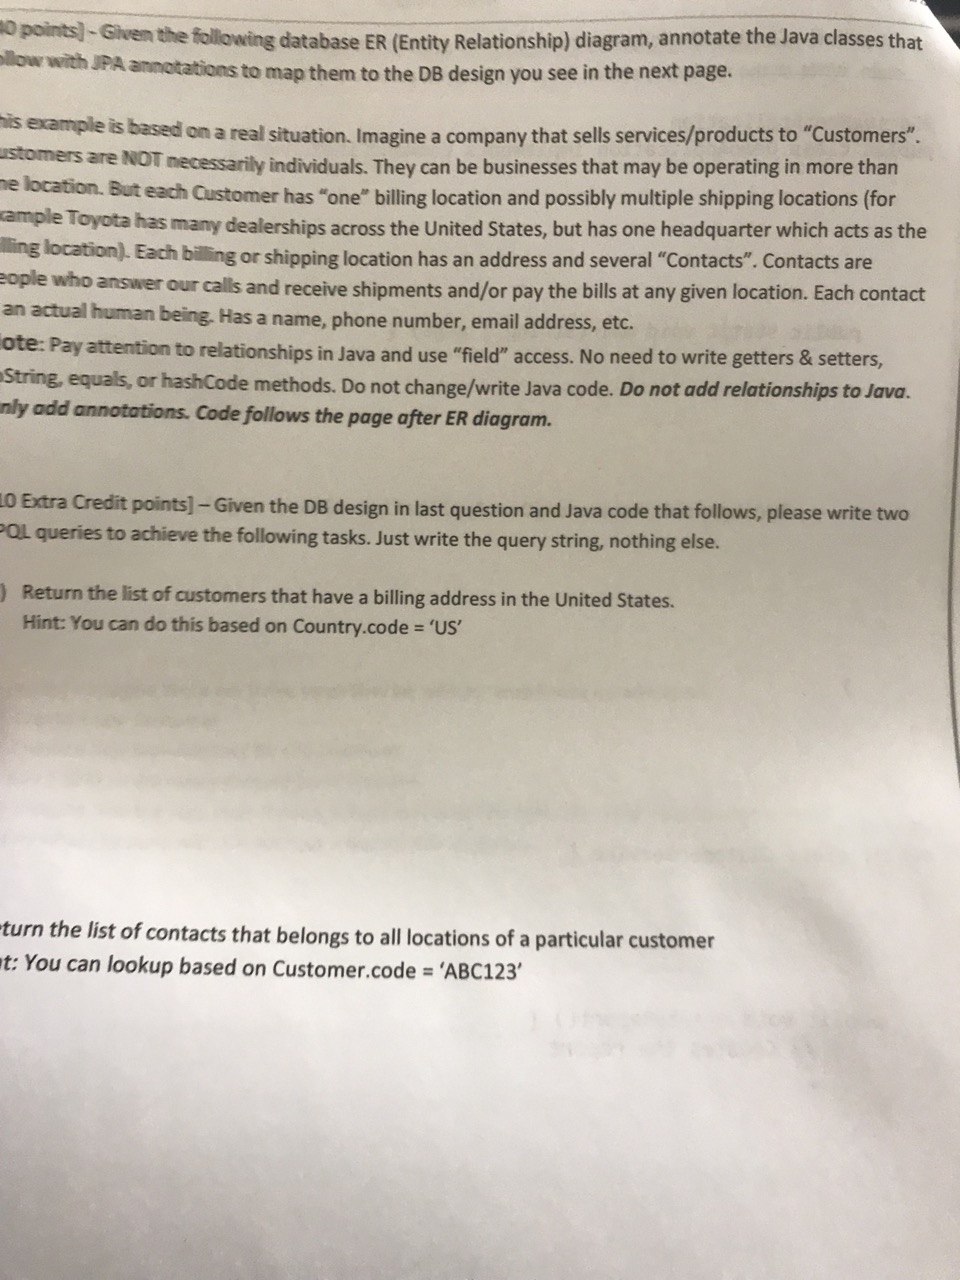 0 points] - Given the following database ER (Entity Relationship) diagram, annotate the Java classes that
ollow with JPA annotations to map them to the DB design you see in the next page.
his example is based on a real situation. Imagine a company that sells services/products to "Customers".
ustomers are NOT necessarily individuals. They can be businesses that may be operating in more than
ne location. But each Customer has "one" billing location and possibly multiple shipping locations (for
xample Toyota has many dealerships across the United States, but has one headquarter which acts as the
lling location). Each billing or shipping location has an address and several "Contacts". Contacts are
eople who answer our calls and receive shipments and/or pay the bills at any given location. Each contact
an actual human being. Has a name, phone number, email address, etc.
ote: Pay attention to relationships in Java and use "field" access. No need to write getters & setters,
oString, equals, or hashCode methods. Do not change/write Java code. Do not add relationships to Java.
nly add annotations. Code follows the page after ER diagram.
10 Extra Credit points] – Given the DB design in last question and Java code that follows, please write two
PQL queries to achieve the following tasks. Just write the query string, nothing else.
) Return the list of customers that have a billing address in the United States.
Hint: You can do this based on Country.code = 'US'
eturn the list of contacts that belongs to all locations of a particular customer
nt: You can lookup based on Customer.code = 'ABC123'